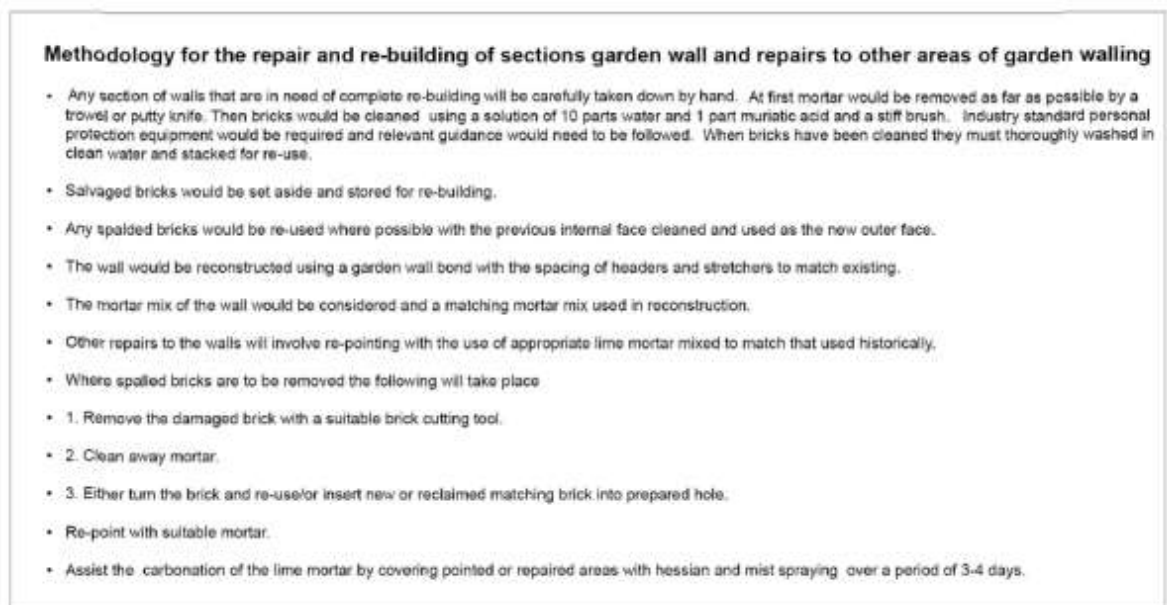 Methodology for the repair and re-building of sections garden wall and repairs to other areas of garden walling
• Any section of walls that are in need of complete re-building will be carefully taken down by hand. At first mortar would be removed as far as possible by a
trowel or putty knife. Then bricks would be cleaned using a solution of 10 parts water and 1 part muriatic acid and a stiff brush. Industry standard personal
protection equipment would be required and relevant guidance would need to be followed. When bricks have been cleaned they must thoroughly washed in
clean water and stacked for re-use.
• Salvaged bricks would be set aside and stored for re-building.
• Any spalded bricks would be re-used where possible with the previous internal face cleaned and used as the new outer face.
• The wall would be reconstructed using a garden wall bond with the spacing of headers and stretchers to match existing.
• The mortar mix of the wall would be considered and a matching mortar mix used in reconstruction.
• Other repairs to the walls will involve re-pointing with the use of appropriate lime mortar mixed to match that used historically.
• Where spalled bricks are to be removed the following will take place
• 1. Remove the damaged brick with a suitable brick cutting tool.
• 2. Clean away mortar.
• 3. Either turn the brick and re-use/or insert new or reclaimed matching brick into prepared hole.
• Re-point with suitable mortar.
• Assist the carbonation of the lime mortar by covering pointed or repaired areas with hessian and mist spraying over a period of 3-4 days.